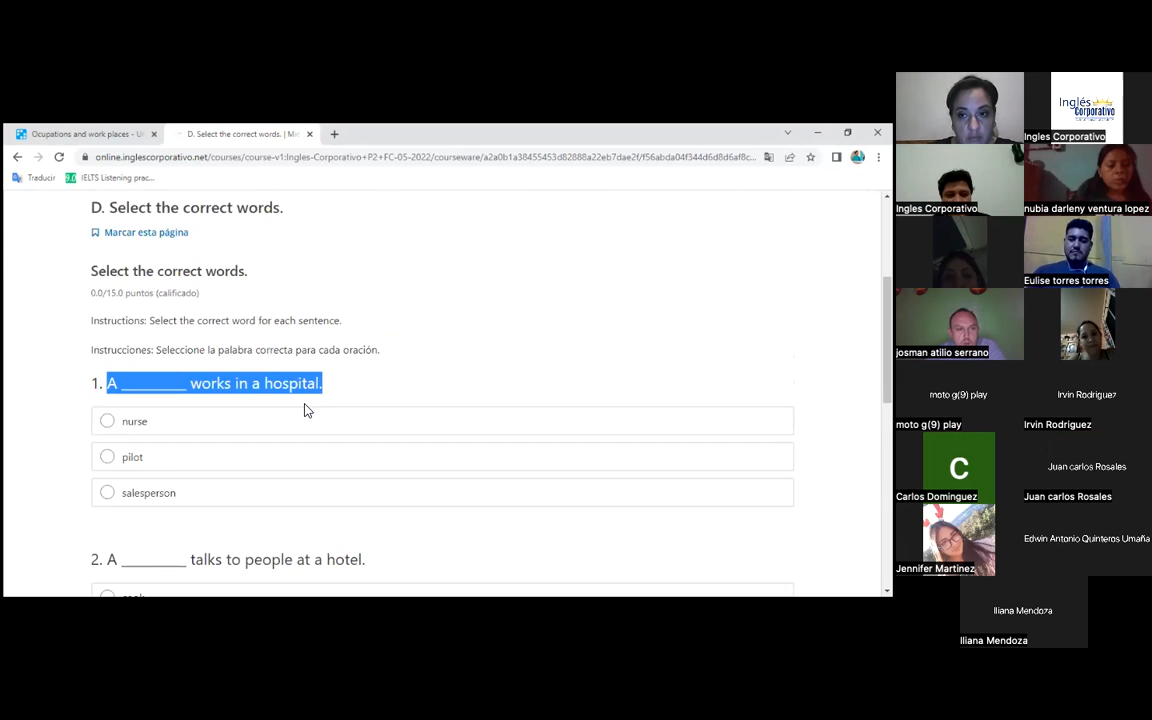 Ocupations and work places - U
D. Select the correct words. | Mic
online.inglescorporativo.net/courses/course-v1:Ingles-Corporativo+P2+FC-05-2022/courseware/a2a0b1a38455453d82888a22eb7dae2f/f56abda04f344d6d8d6af8c...
Traducir
IELTS Listening prac...
D. Select the correct words.
Marcar esta página
Select the correct words.
0.0/15.0 puntos (calificado)
Instructions: Select the correct word for each sentence.
Instrucciones: Seleccione la palabra correcta para cada oración.
1. A ________ works in a hospital.
nurse
pilot
salesperson
2. A ________ talks to people at a hotel.
Inglés
Corporativo
Ingles Corporativo
Ingles Corporativo
nubia darleny ventura lopez
Eulise torres torres
josman atilio serrano
moto g(9) play
moto g(9) play
Irvin Rodriguez
Irvin Rodriguez
C
Carlos Dominguez
Juan carlos Rosales
Juan carlos Rosales
Jennifer Martinez
Edwin Antonio Quinteros Umaña
Iliana Mendoza
Iliana Mendoza